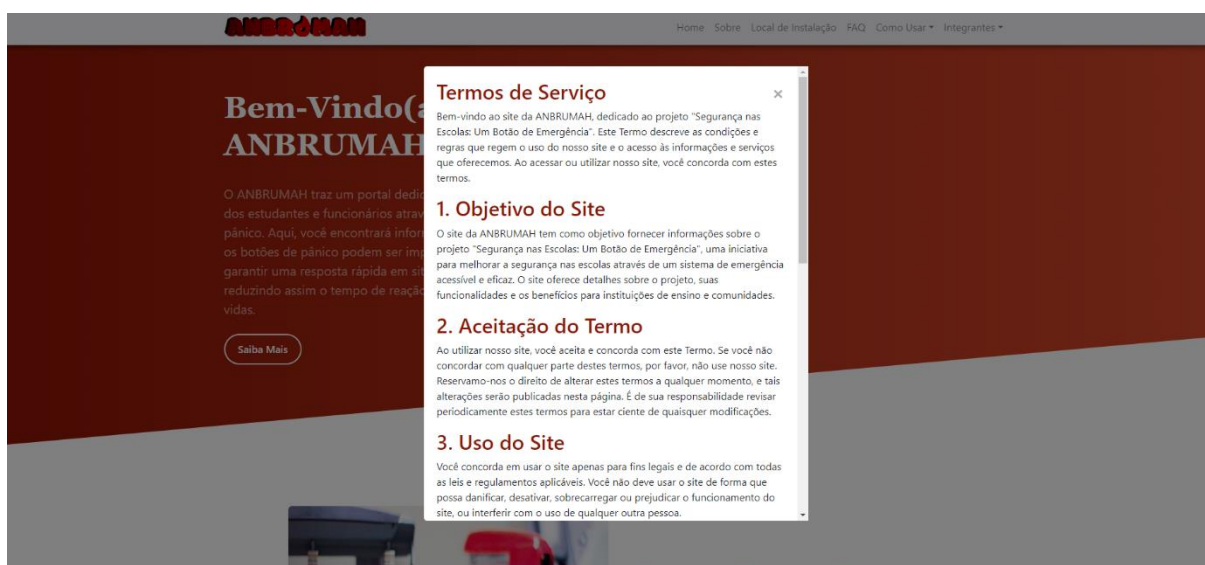 ANBRUMAH
Home Sobre Local de Instalação FAQ Como Usar Integrantes
Bem-Vindo(a
ANBRUMAH
O ANBRUMAH traz um portal dedic
dos estudantes e funcionários atrav
pânico. Aqui, você encontrará infor
os botões de pânico podem ser imp
garantir uma resposta rápida em sit
reduzindo assim o tempo de reação
vidas.
Saiba Mais
Termos de Serviço ×
Bem-vindo ao site da ANBRUMAH, dedicado ao projeto "Segurança nas
Escolas: Um Botão de Emergência". Este Termo descreve as condições e
regras que regem o uso do nosso site e o acesso às informações e serviços
que oferecemos. Ao acessar ou utilizar nosso site, você concorda com estes
termos.
1. Objetivo do Site
O site da ANBRUMAH tem como objetivo fornecer informações sobre o
projeto "Segurança nas Escolas: Um Botão de Emergência", uma iniciativa
para melhorar a segurança nas escolas através de um sistema de emergência
acessível e eficaz. O site oferece detalhes sobre o projeto, suas
funcionalidades e os benefícios para instituições de ensino e comunidades.
2. Aceitação do Termo
Ao utilizar nosso site, você aceita e concorda com este Termo. Se você não
concordar com qualquer parte destes termos, por favor, não use nosso site.
Reservamo-nos o direito de alterar estes termos a qualquer momento, e tais
alterações serão publicadas nesta página. É de sua responsabilidade revisar
periodicamente estes termos para estar ciente de quaisquer modificações.
3. Uso do Site
Você concorda em usar o site apenas para fins legais e de acordo com todas
as leis e regulamentos aplicáveis. Você não deve usar o site de forma que
possa danificar, desativar, sobrecarregar ou prejudicar o funcionamento do
site, ou interferir com o uso de qualquer outra pessoa.